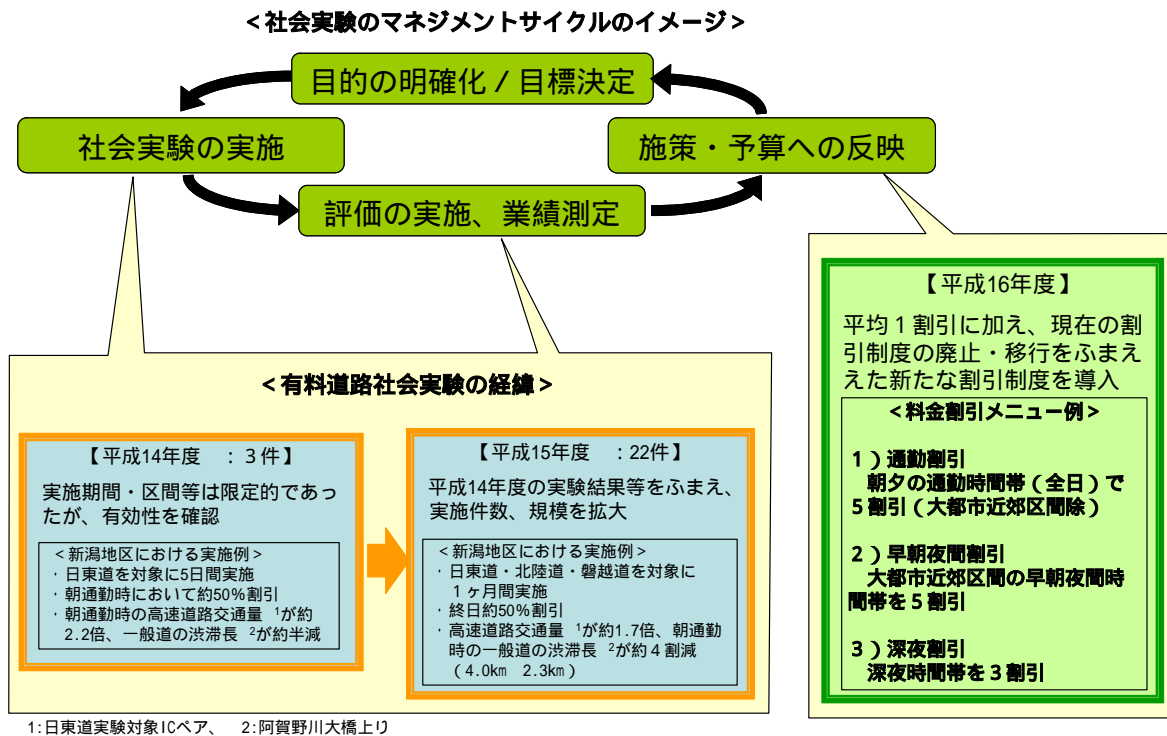 <社会実験のマネジメントサイクルのイメージ>
目的の明確化/目標決定
社会実験の実施
施策・予算への反映
評価の実施、業績測定
<有料道路社会実験の経緯>
【平成14年度 :3件】
実施期間・区間等は限定的であっ
たが、有効性を確認
<新潟地区における実施例>
・日東道を対象に5日間実施
・朝通勤時において約50%割引
・朝通勤時の高速道路交通量 1が約
2.2倍、一般道の渋滞長 2が約半減
【平成15年度 :22件】
平成14年度の実験結果等をふまえ、
実施件数、規模を拡大
<新潟地区における実施例>
・日東道・北陸道・磐越道を対象に
1ヶ月間実施
・終日約50%割引
・高速道路交通量 1が約1.7倍、朝通勤
時の一般道の渋滞長 2が約4割減
(4.0km 2.3km)
【平成16年度】
平均1割引に加え、現在の割
引制度の廃止・移行をふまえ
えた新たな割引制度を導入
<料金割引メニュー例>
1)通勤割引
朝夕の通勤時間帯(全日)で
5割引(大都市近郊区間除)
2)早朝夜間割引
大都市近郊区間の早朝夜間時
間帯を5割引
3)深夜割引
深夜時間帯を3割引
1:日東道実験対象ICペア、 2:阿賀野川大橋上り